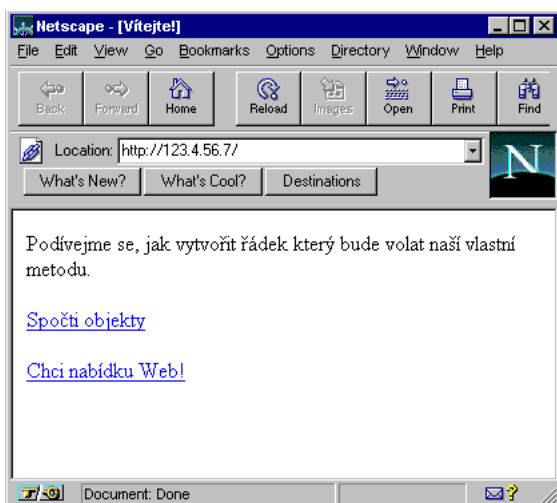 Netscape - [Vítejte!]
File Edit View Go Bookmarks Options Directory Window Help
Back Forward Home Reload Images Open Print Find
Location: http://123.4.56.7/
N
What's New? What's Cool? Destinations
Podívejme se, jak vytvořit řádek který bude volat naší vlastní
metodu.
Spočti objekty
Chci nabídku Web!
Document: Done